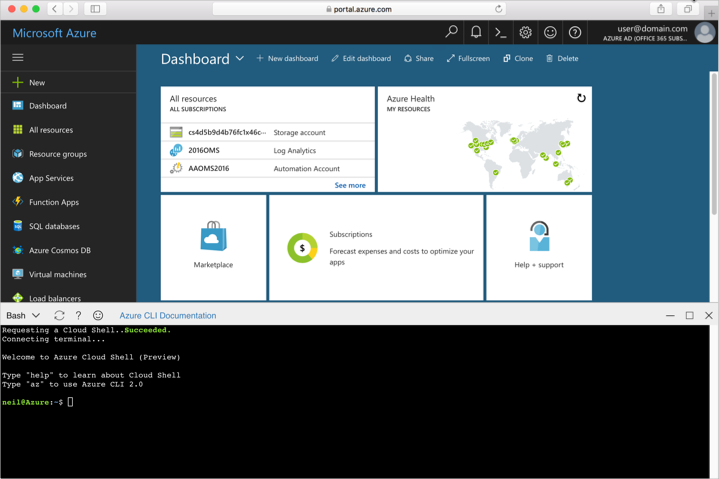 portal.azure.com
Microsoft Azure
user@domain.com
AZURE AD (OFFICE 365 SUBS...
New
Dashboard
All resources
Resource groups
App Services
Function Apps
SQL databases
Azure Cosmos DB
Virtual machines
Load balancers
Dashboard
New dashboard
Edit dashboard
Share
Fullscreen
Clone
Delete
All resources
ALL SUBSCRIPTIONS
cs4d5b9d4b76fc1x46c... Storage account
2016OMS Log Analytics
AAOMS2016 Automation Account
See more
Azure Health
MY RESOURCES
Marketplace
Subscriptions
Forecast expenses and costs to optimize your
apps
Help + support
Bash
Azure CLI Documentation
Requesting a Cloud Shell..Succeeded.
Connecting terminal...
Welcome to Azure Cloud Shell (Preview)
Type "help" to learn about Cloud Shell
Type "az" to use Azure CLI 2.0
neil@Azure:~$